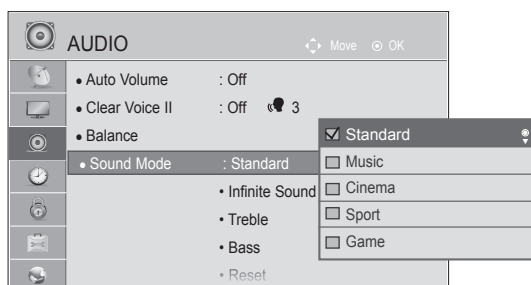 AUDIO
Move OK
• Auto Volume : Off
• Clear Voice II : Off 3
• Balance
• Sound Mode : Standard
• Infinite Sound
• Treble
• Bass
• Reset
Standard
Music
Cinema
Sport
Game